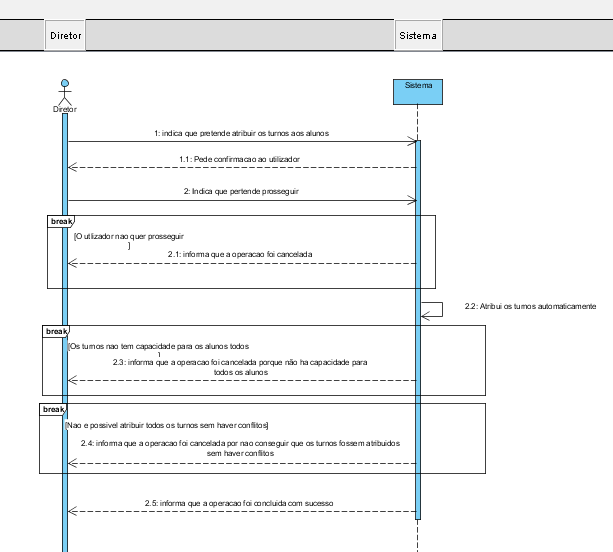 Diretor
Sistema
Sistema
Diretor
1: indica que pretende atribuir os turnos aos alunos
1.1: Pede confirmacao ao utilizador
2: Indica que pertende prosseguir
break
[O utlizador nao quer prosseguir
]
2.1: informa que a operacao foi cancelada
2.2: Atribui os turnos automaticamente
break
[Os turnos nao tem capacidade para os alunos todos
]
2.3: informa que a operacao foi cancelada porque não ha capacidade para
todos os alunos
break
[Nao e possivel atribuir todos os turnos sem haver conflitos]
2.4: informa que a operacao foi cancelada por nao conseguir que os turnos fossem atribuidos
sem haver conflitos
2.5: informa que a operacao foi concluida com sucesso